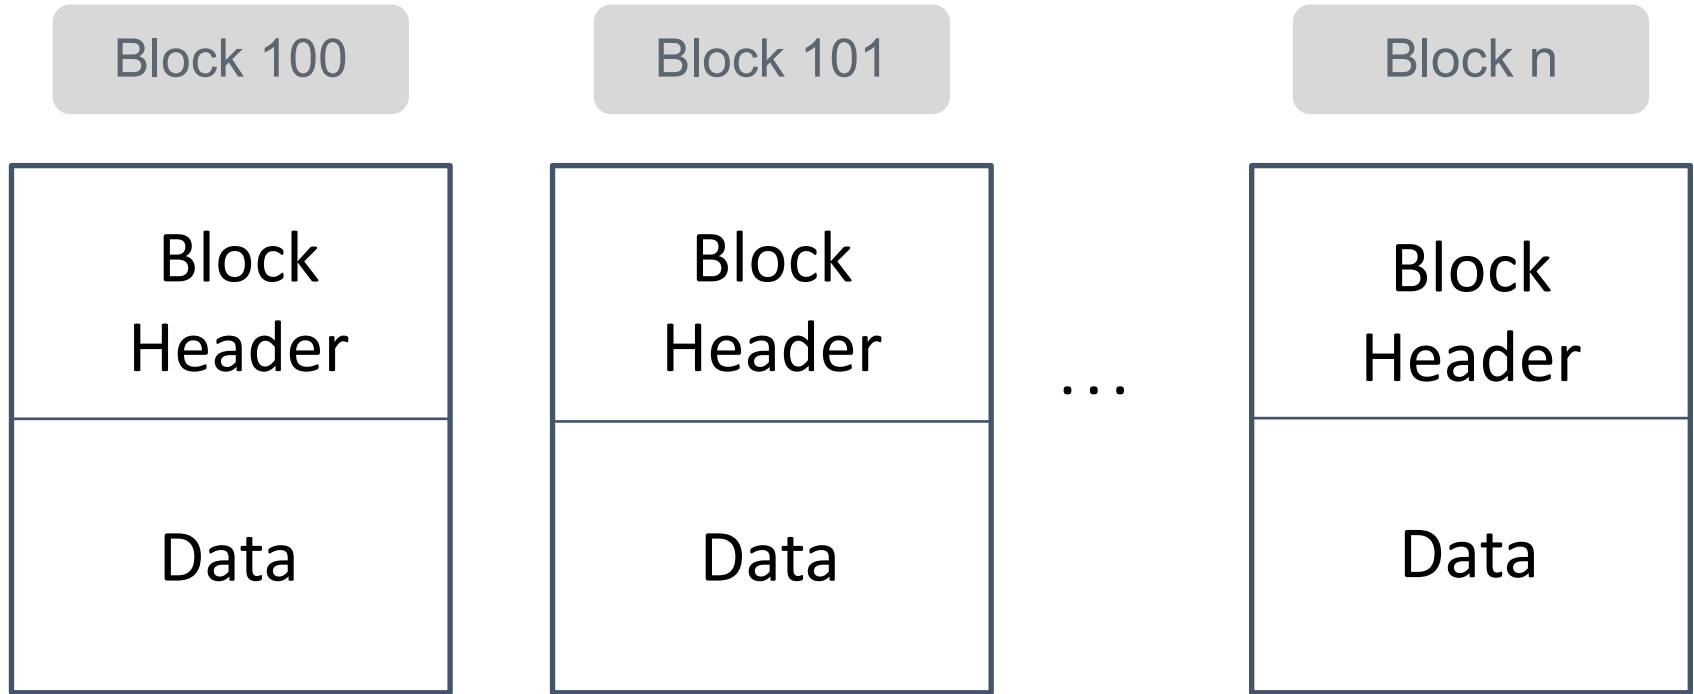 Block 100
Block 101
Block n
Block
Header
Data
Block
Header
Data
...
Block
Header
Data